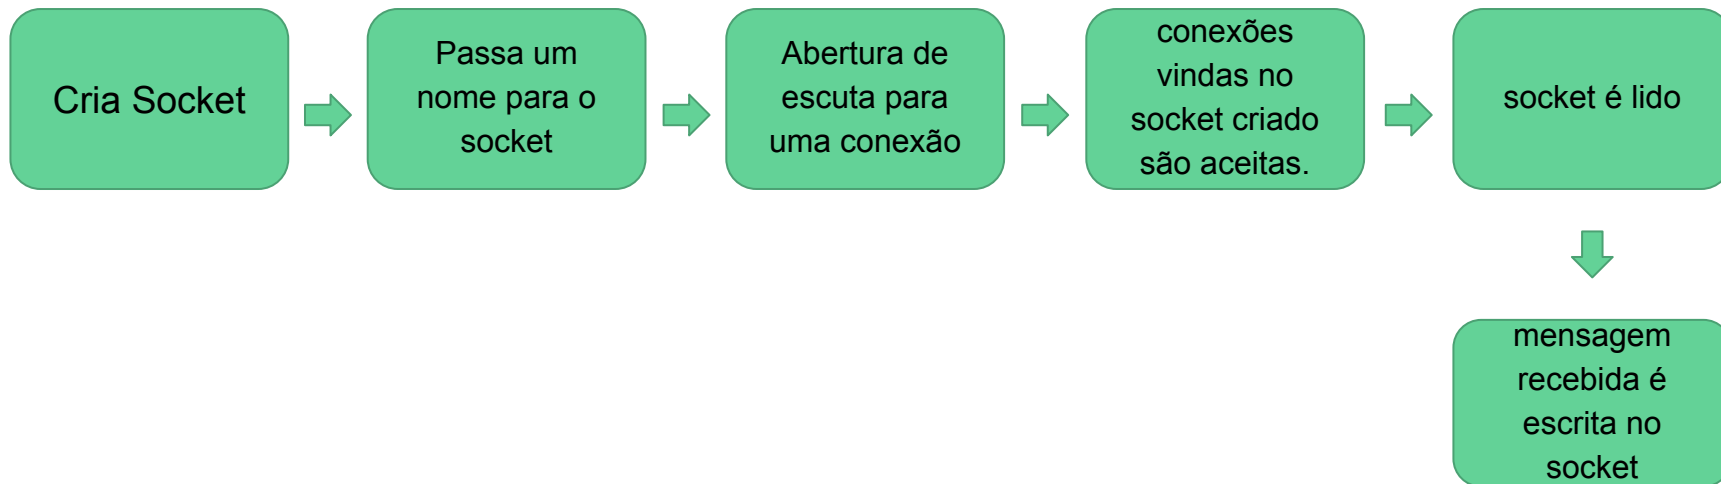 Cria Socket
Passa um
nome para o
socket
Abertura de
escuta para
uma conexão
conexões
vindas no
socket criado
são aceitas.
socket é lido
mensagem
recebida é
escrita no
socket